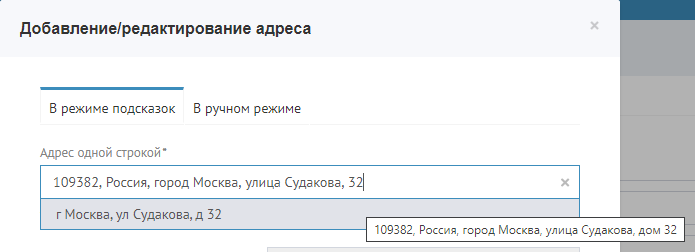 Добавление/редактирование адреса ×
В режиме подсказок В ручном режиме
Адрес одной строкой*
109382, Россия, город Москва, улица Судакова, 32 ×
г Москва, ул Судакова, д 32
109382, Россия, город Москва, улица Судакова, дом 32